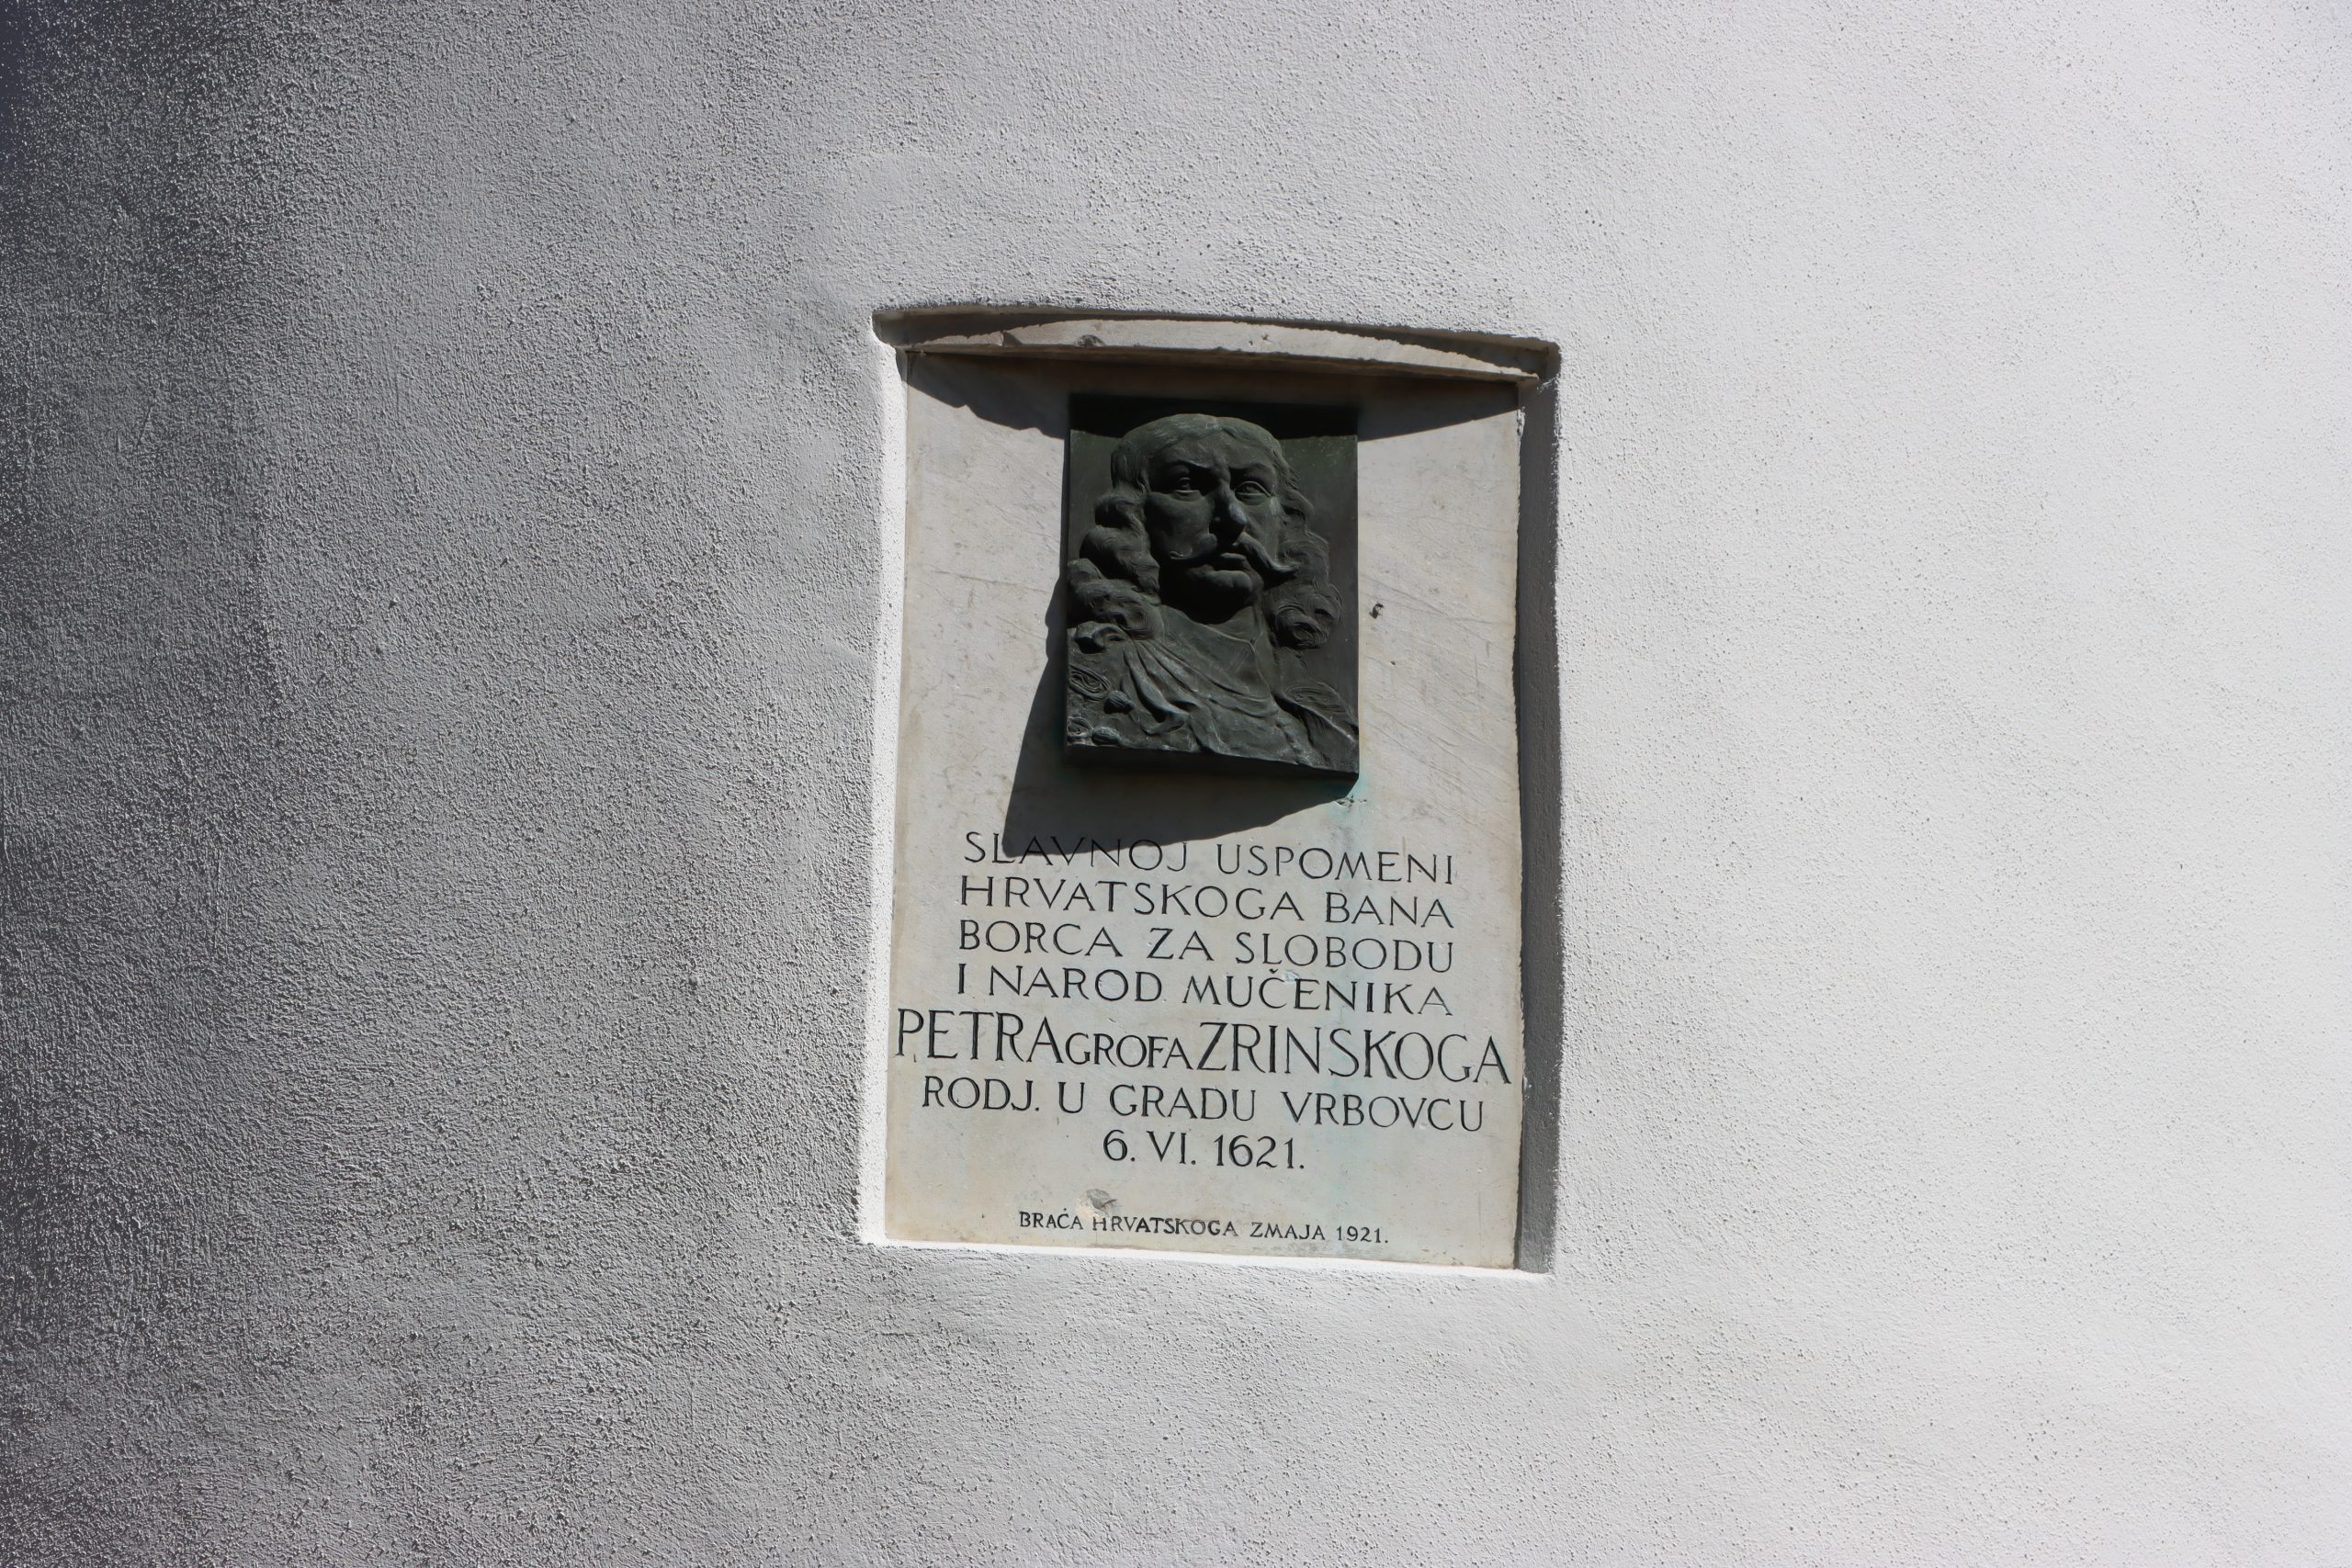 SLAVNOJ USPOMENI
HRVATSKOGA BANA
BORCA ZA SLOBODU
I NAROD MUČENIKA
PETRA GROFA ZRINSKOGA
RODJ. U GRADU VRBOVCU
6. VI. 1621.
BRAĆA HRVATSKOGA ZMAJA 1921.